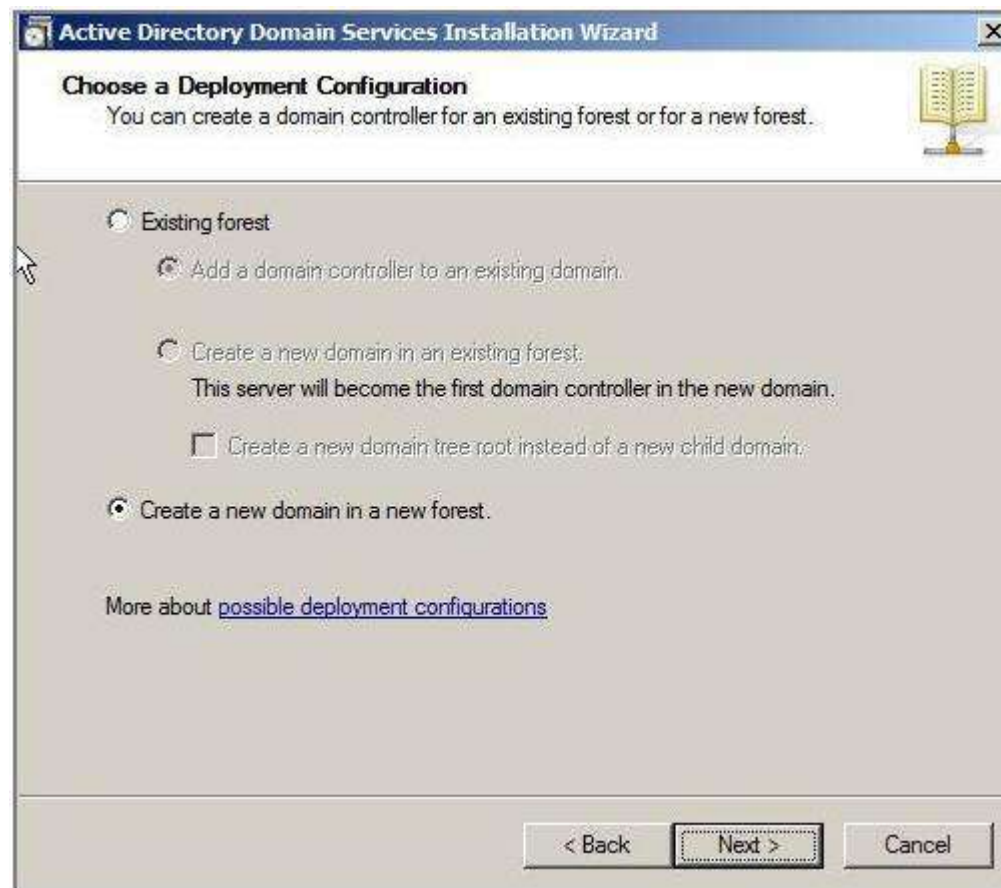 Active Directory Domain Services Installation Wizard
Choose a Deployment Configuration
You can create a domain controller for an existing forest or for a new forest.
Existing forest
Add a domain controller to an existing domain.
Create a new domain in an existing forest.
This server will become the first domain controller in the new domain.
Create a new domain tree root instead of a new child domain.
Create a new domain in a new forest.
More about possible deployment configurations
< Back Next > Cancel